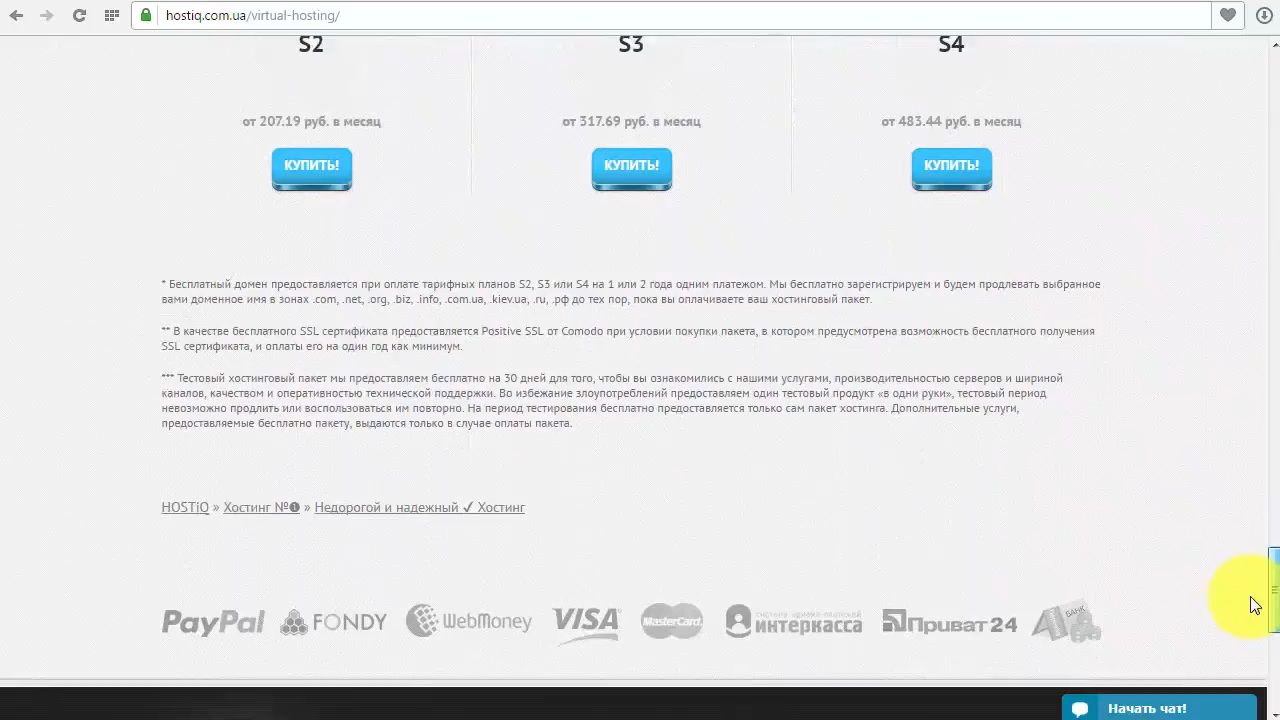 hostiq.com.ua/virtual-hosting/
S2 S3 S4
от 207.19 руб. в месяц от 317.69 руб. в месяц от 483.44 руб. в месяц
КУПИТЬ! КУПИТЬ! КУПИТЬ!
* Бесплатный домен предоставляется при оплате тарифных планов S2, S3 или S4 на 1 или 2 года одним платежом. Мы бесплатно зарегистрируем и будем продлевать выбранное
вами доменное имя в зонах .com, .net, .org, .biz, .info, .com.ua, .kiev.ua, .ru, .рф до тех пор, пока вы оплачиваете ваш хостинговый пакет.
** В качестве бесплатного SSL сертификата предоставляется Positive SSL от Comodo при условии покупки пакета, в котором предусмотрена возможность бесплатного получения
SSL сертификата, и оплаты его на один год как минимум.
*** Тестовый хостинговый пакет мы предоставляем бесплатно на 30 дней для того, чтобы вы ознакомились с нашими услугами, производительностью серверов и шириной
каналов, качеством и оперативностью технической поддержки. Во избежание злоупотреблений предоставляем один тестовый продукт «в одни руки», тестовый период
невозможно продлить или воспользоваться им повторно. На период тестирования бесплатно предоставляется только сам пакет хостинга. Дополнительные услуги,
предоставляемые бесплатно пакету, выдаются только в случае оплаты пакета.
HOSTiQ » Хостинг №❶ » Недорогой и надежный ✓ Хостинг
PayPal FONDY WebMoney VISA MasterCard интеркасса Приват24 БАНК
Начать чат!